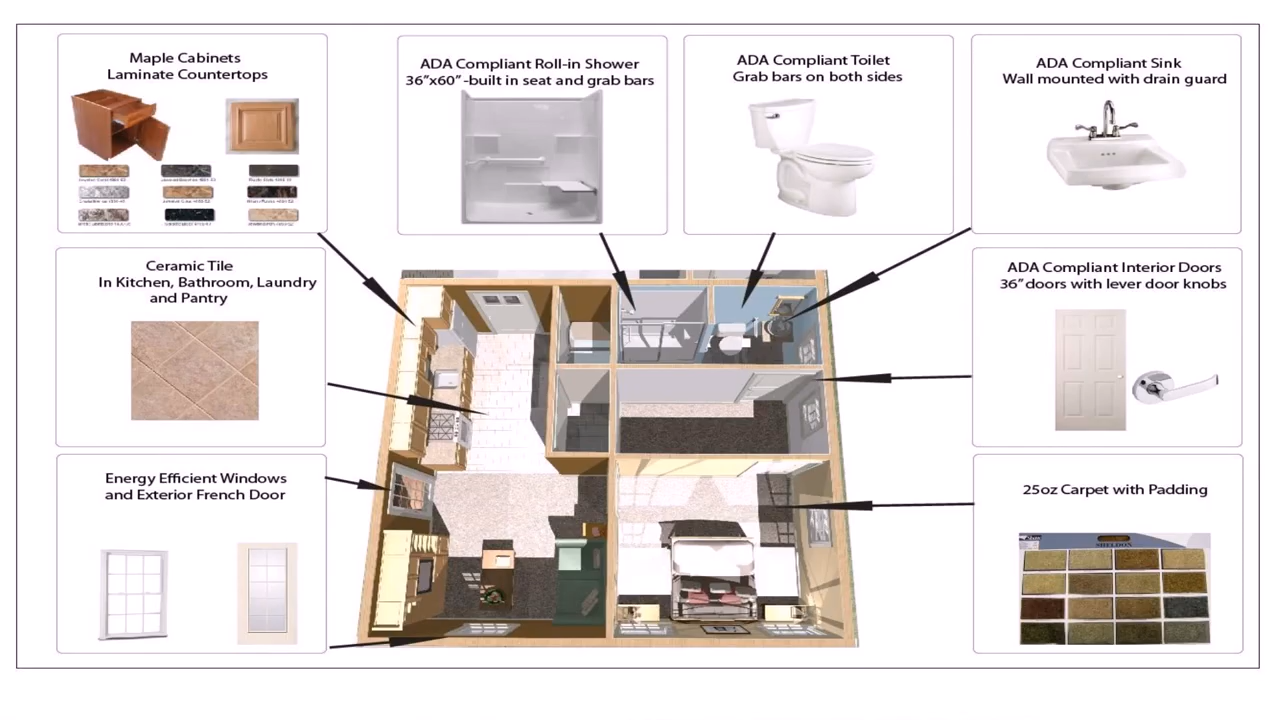 Maple Cabinets
Laminate Countertops
ADA Compliant Roll-in Shower
36”x60” -built in seat and grab bars
ADA Compliant Toilet
Grab bars on both sides
ADA Compliant Sink
Wall mounted with drain guard
Ceramic Tile
In Kitchen, Bathroom, Laundry
and Pantry
ADA Compliant Interior Doors
36” doors with lever door knobs
Energy Efficient Windows
and Exterior French Door
25oz Carpet with Padding
SHELDON